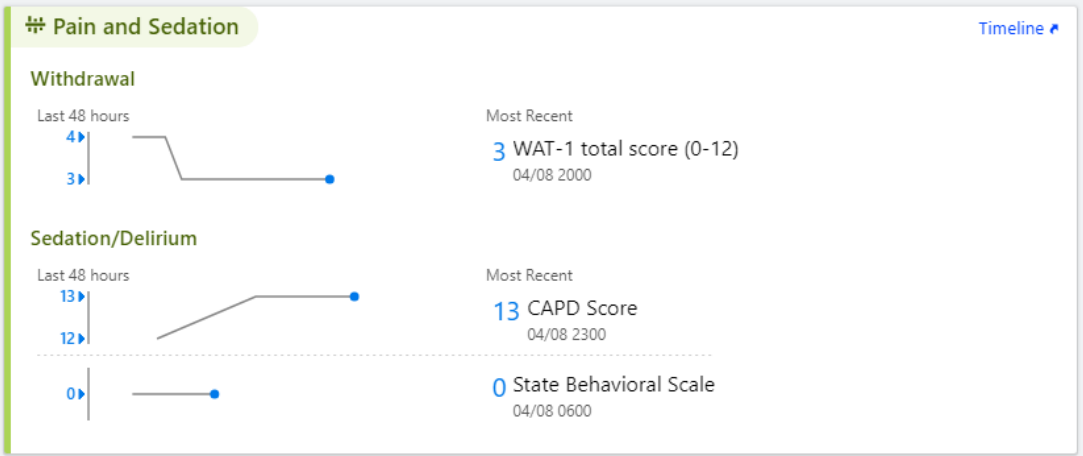 Pain and Sedation
Timeline
Withdrawal
Last 48 hours
Most Recent
4
3
3 WAT-1 total score (0-12)
04/08 2000
Sedation/Delirium
Last 48 hours
Most Recent
13
12
13 CAPD Score
04/08 2300
0
0 State Behavioral Scale
04/08 0600